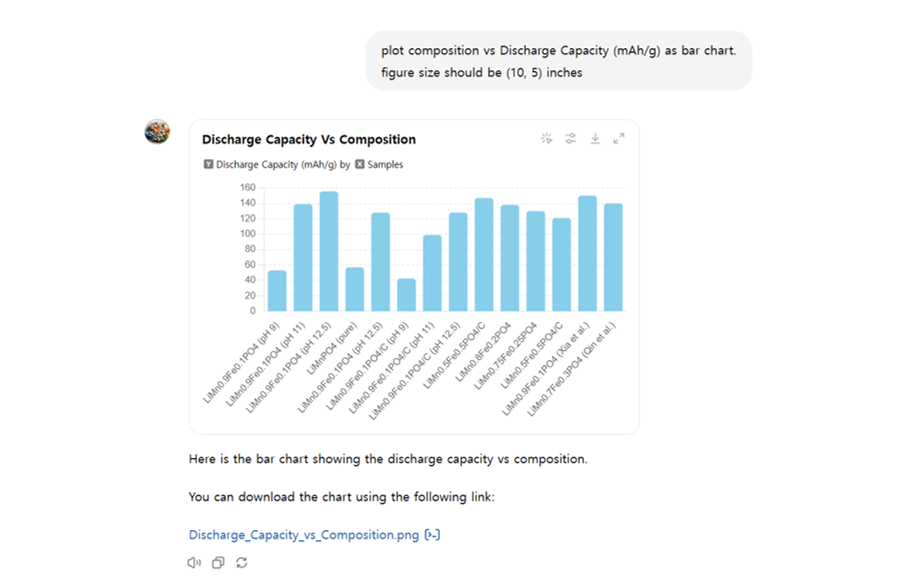 plot composition vs Discharge Capacity (mAh/g) as bar chart.
figure size should be (10, 5) inches
Discharge Capacity Vs Composition
Y Discharge Capacity (mAh/g) by X Samples
160
140
120
100
80
60
40
20
0
LiMn0.9Fe0.1PO4 (pH 9)
LiMn0.9Fe0.1PO4 (pH 11)
LiMn0.9Fe0.1PO4 (pH 12.5)
LiMnPO4 (pure)
LiMn0.9Fe0.1PO4 (pH 12.5)
LiMn0.9Fe0.1PO4/C (pH 9)
LiMn0.9Fe0.1PO4/C (pH 11)
LiMn0.9Fe0.1PO4/C (pH 12.5)
LiMn0.5Fe0.5PO4/C
LiMn0.8Fe0.2PO4
LiMn0.75Fe0.25PO4
LiMn0.5Fe0.5PO4/C
LiMn0.9Fe0.1PO4 (Xia et al.)
LiMn0.7Fe0.3PO4 (Qin et al.)
Here is the bar chart showing the discharge capacity vs composition.
You can download the chart using the following link:
Discharge_Capacity_vs_Composition.png [>-]